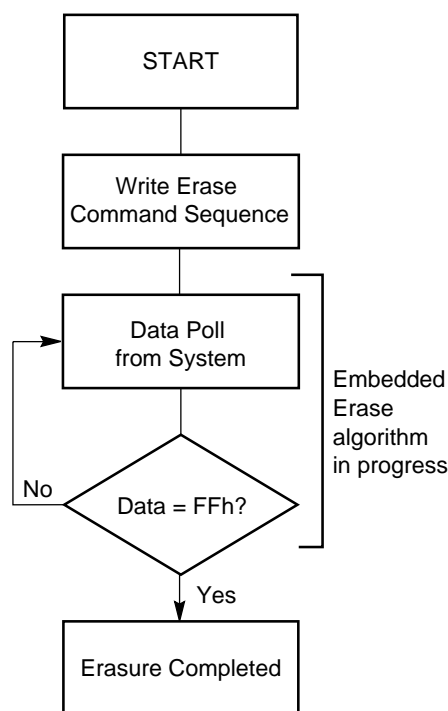 START
Write Erase
Command Sequence
Data Poll
from System
Embedded
Erase
algorithm
in progress
No
Data = FFh?
Yes
Erasure Completed